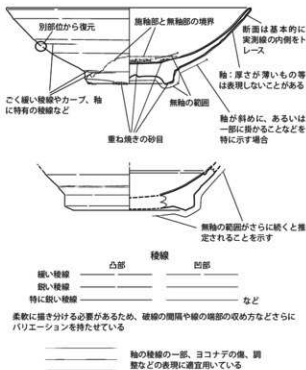 別部位から復元
施釉部と無釉部の境界
断面は基本的に
実測線の内側をト
レース
釉：厚さが薄いもの等
は表現しないことがある
無釉の範囲
釉が斜めに、あるいは
一部に掛かることなどを
特に示す場合
ごく緩い稜線やカーブ、釉
に特有の稜線など
重ね焼きの砂目
無釉の範囲がさらに続くと推
定されることを示す
稜線
凸部 凹部
緩い稜線
鋭い稜線
特に鋭い稜線 など
柔軟に描き分ける必要があるため、破線の間隔や線の端部の収め方などさらに
バリエーションを持たせている
釉の稜線の一部、ヨコナデの傷、調
整などの表現に適宜用いている